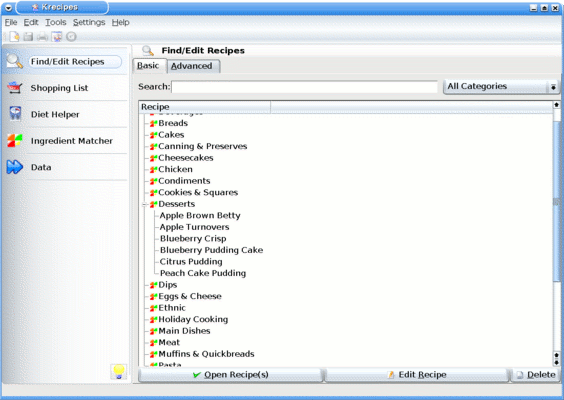 Krecipes
File Edit Tools Settings Help
Find/Edit Recipes
Shopping List
Diet Helper
Ingredient Matcher
Data
Find/Edit Recipes
Basic Advanced
Search: All Categories
Recipe
Beverages
Breads
Cakes
Canning & Preserves
Cheesecakes
Chicken
Condiments
Cookies & Squares
Desserts
Apple Brown Betty
Apple Turnovers
Blueberry Crisp
Blueberry Pudding Cake
Citrus Pudding
Peach Cake Pudding
Dips
Eggs & Cheese
Ethnic
Holiday Cooking
Main Dishes
Meat
Muffins & Quickbreads
Pasta
Open Recipe(s) Edit Recipe Delete